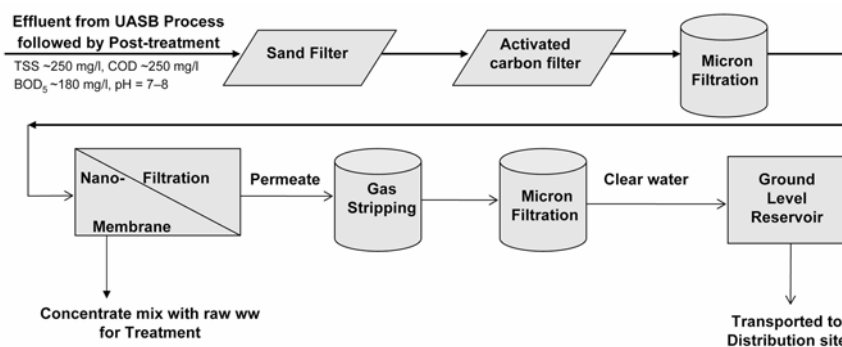 Effluent from UASB Process
followed by Post-treatment
TSS ~250 mg/l, COD ~250 mg/l
BOD5 ~180 mg/l, pH = 7–8
Sand Filter
Activated
carbon filter
Micron
Filtration
Nano- Filtration
Membrane
Permeate
Gas
Stripping
Micron
Filtration
Clear water
Ground
Level
Reservoir
Concentrate mix with raw ww
for Treatment
Transported to
Distribution site